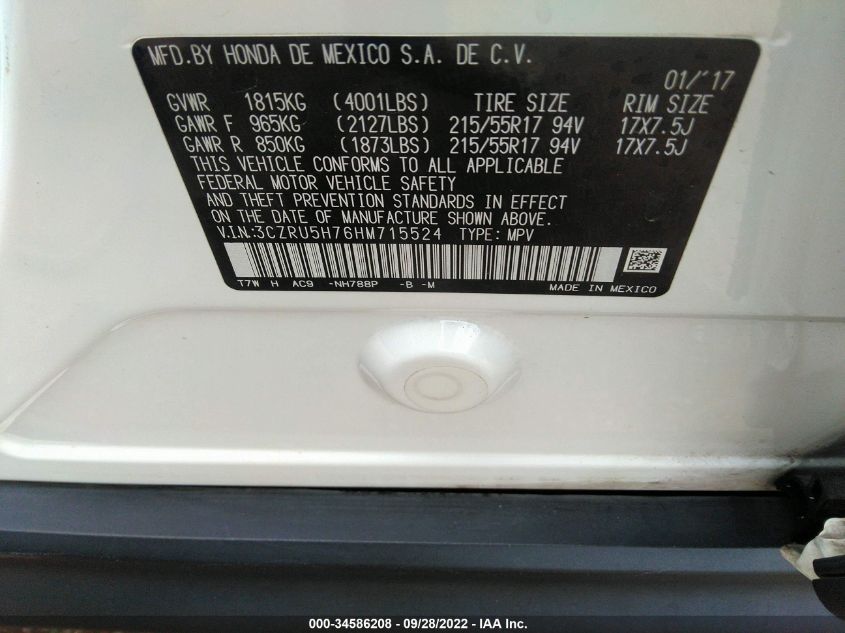 MFD.BY HONDA DE MEXICO S.A. DE C.V.
01/'17
GVWR 1815KG (4001LBS) TIRE SIZE RIM SIZE
GAWR F 965KG (2127LBS) 215/55R17 94V 17X7.5J
GAWR R 850KG (1873LBS) 215/55R17 94V 17X7.5J
THIS VEHICLE CONFORMS TO ALL APPLICABLE
FEDERAL MOTOR VEHICLE SAFETY
AND THEFT PREVENTION STANDARDS IN EFFECT
ON THE DATE OF MANUFACTURE SHOWN ABOVE.
V.I.N.:3CZRU5H76HM715524 TYPE: MPV
T7W H AC9 -NH788P -B -M MADE IN MEXICO
000-34586208 - 09/28/2022 - IAA Inc.